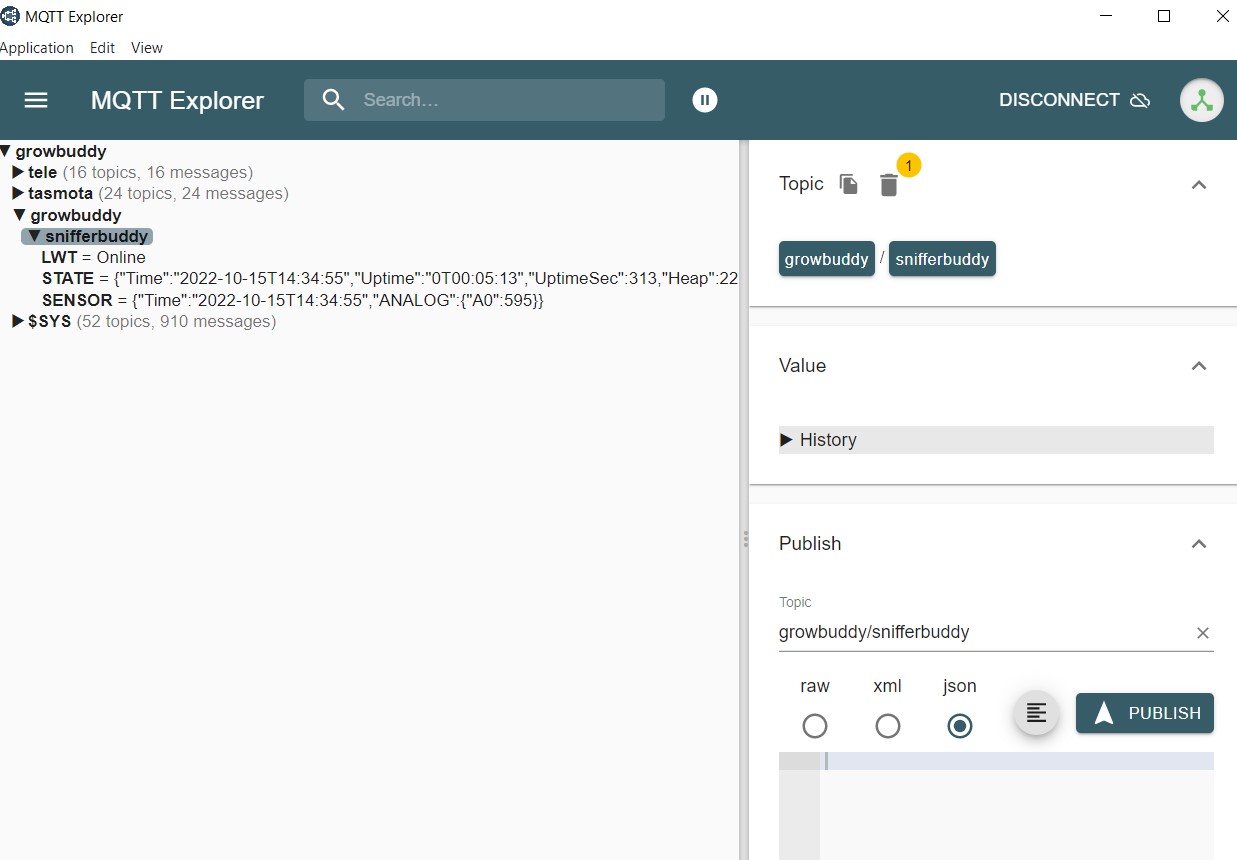 MQTT Explorer
Application Edit View
MQTT Explorer Search... DISCONNECT
growbuddy
tele (16 topics, 16 messages)
tasmota (24 topics, 24 messages)
growbuddy
snifferbuddy
LWT = Online
STATE = {"Time":"2022-10-15T14:34:55","Uptime":"0T00:05:13","UptimeSec":313,"Heap":22
SENSOR = {"Time":"2022-10-15T14:34:55","ANALOG":{"A0":595}}
$SYS (52 topics, 910 messages)
Topic 1
growbuddy / snifferbuddy
Value
History
Publish
Topic
growbuddy/snifferbuddy
raw xml json
PUBLISH